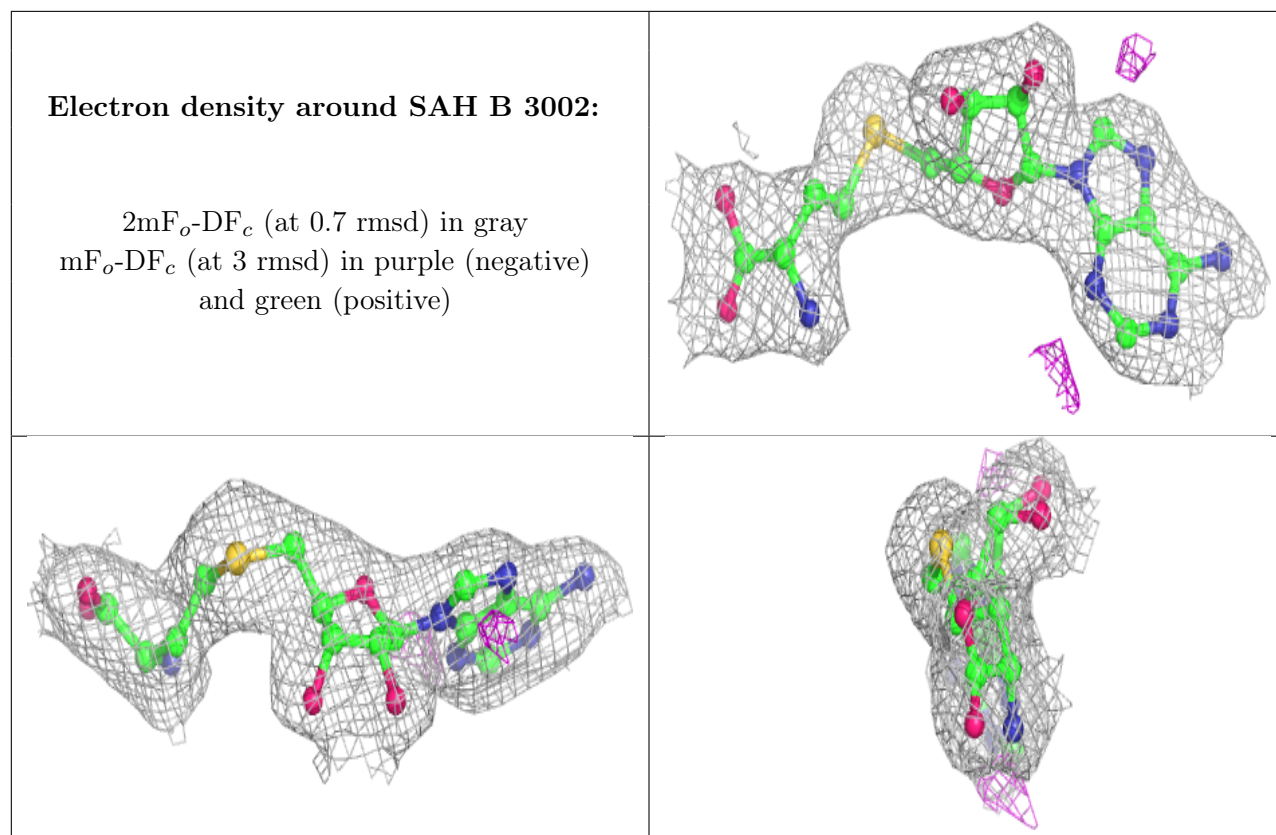 Electron density around SAH B 3002:
2mFo-DFc (at 0.7 rmsd) in gray
mFo-DFc (at 3 rmsd) in purple (negative)
and green (positive)